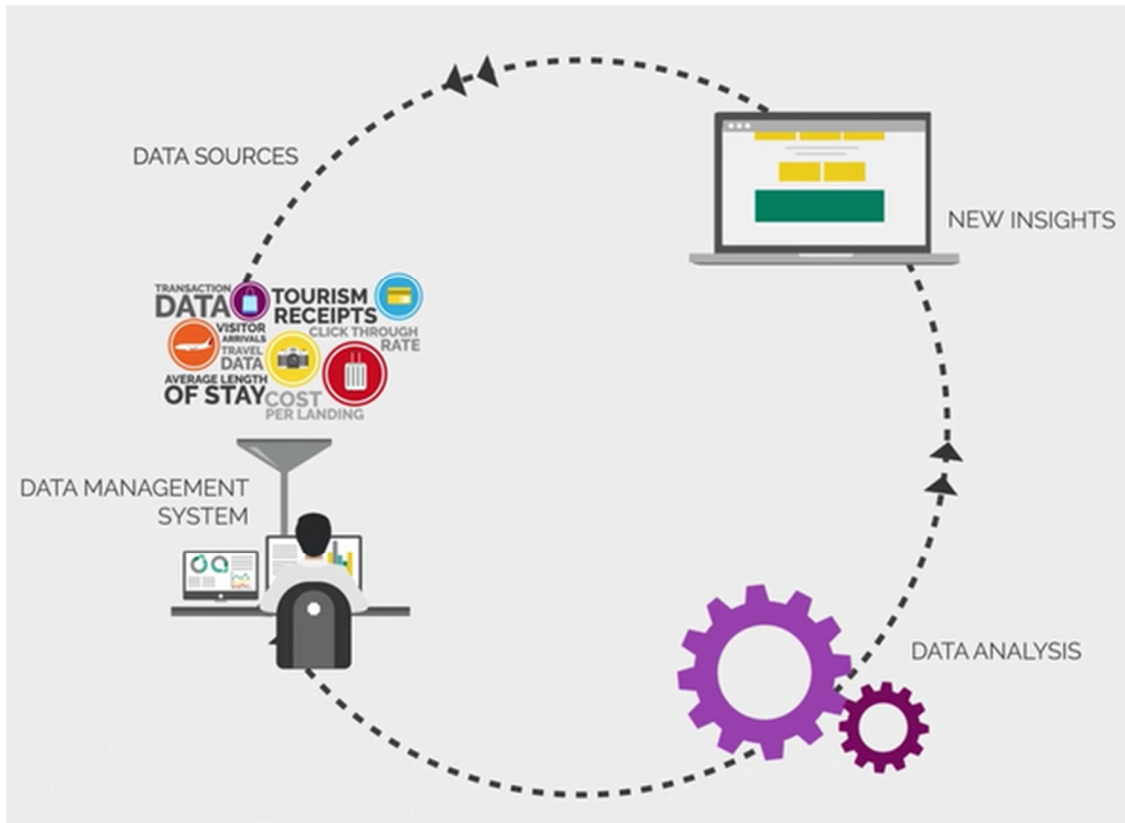 DATA SOURCES
NEW INSIGHTS
TRANSACTION
DATA
TOURISM
RECEIPTS
VISITOR
ARRIVALS
CLICK THROUGH
RATE
TRAVEL
DATA
AVERAGE LENGTH
OF STAY
COST
PER LANDING
DATA MANAGEMENT
SYSTEM
DATA ANALYSIS